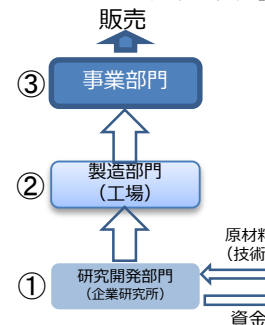 販売
③
事業部門
②
製造部門
（工場）
原材料
（技術
①
研究開発部門
（企業研究所）
資金